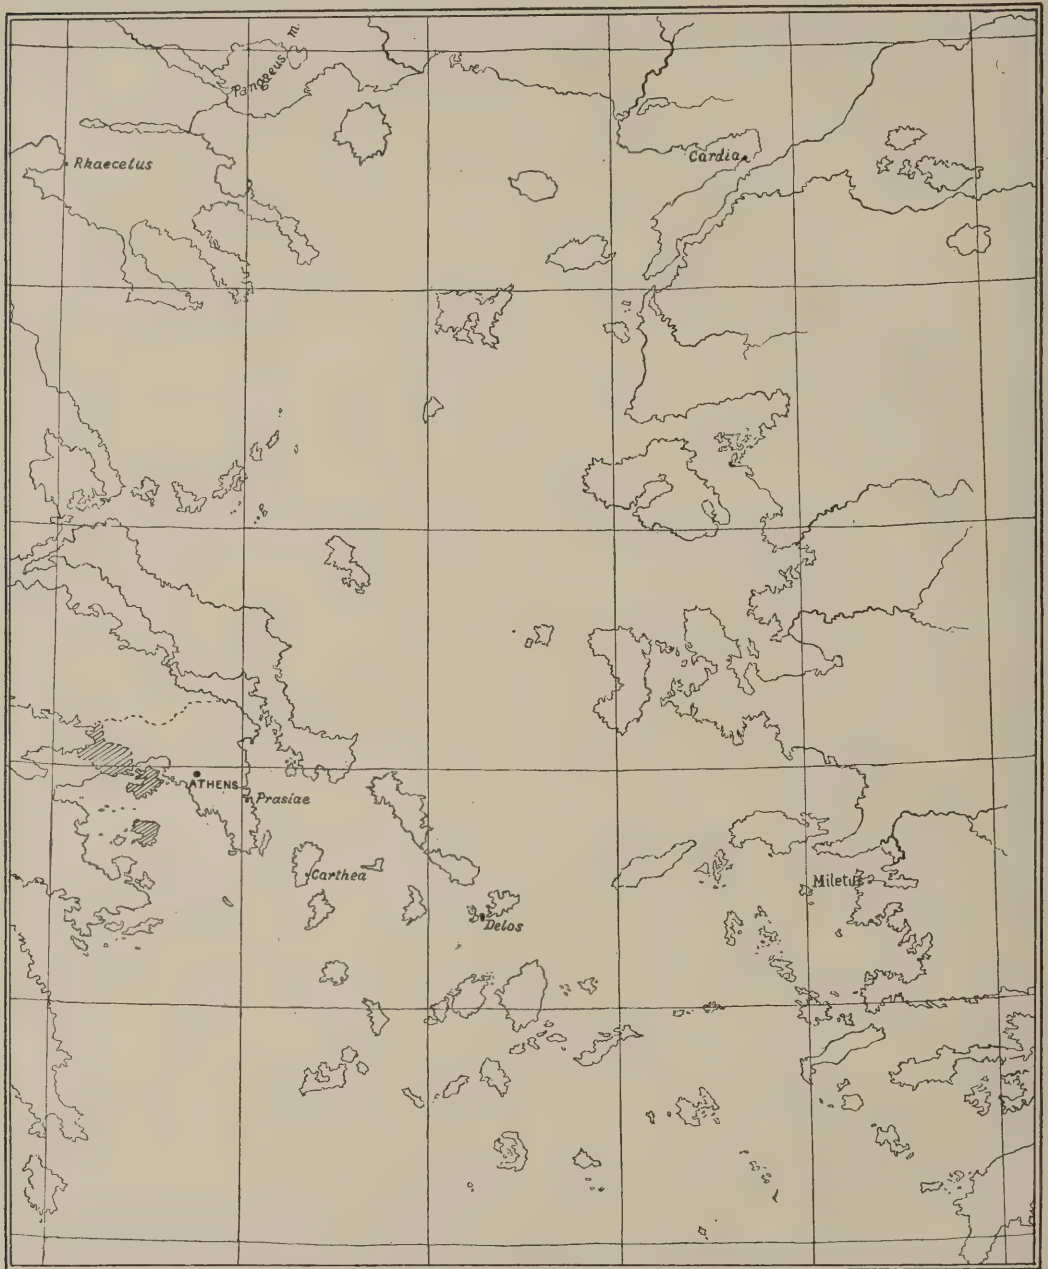 Pangaeus m.
Rhaecelus
Cardia
ATHENS
Prasiae
Carthea
Miletus
Delos